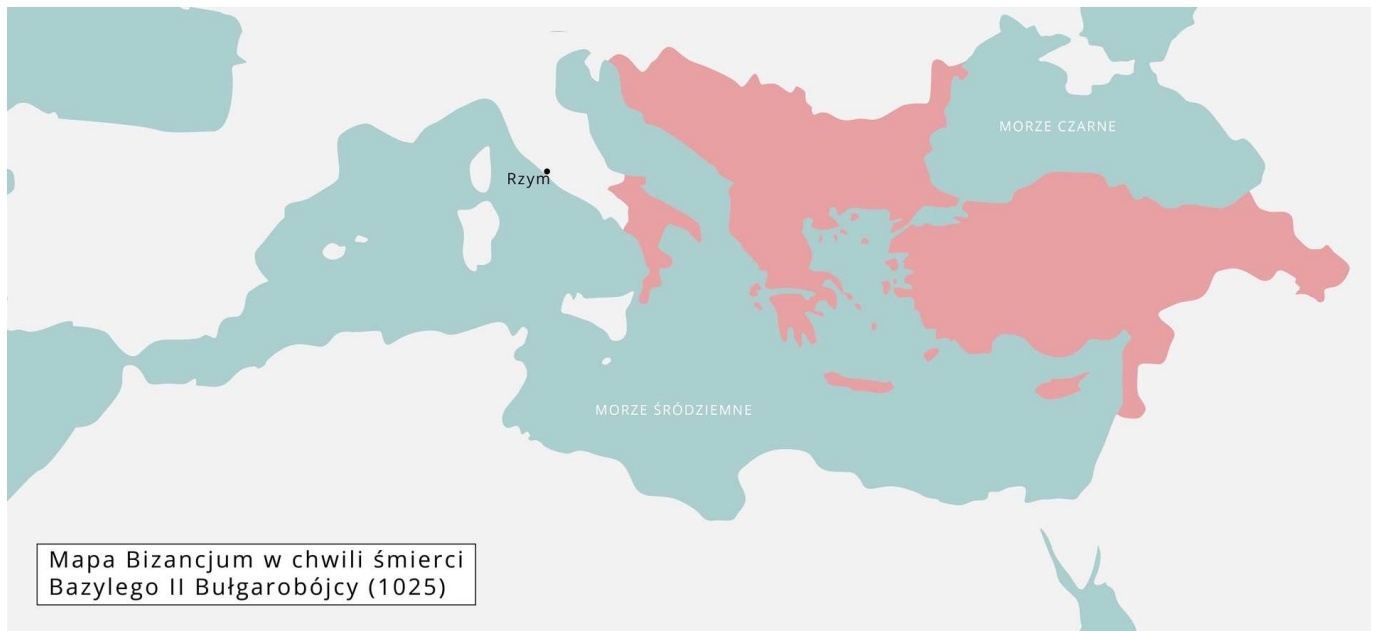 MORZE CZARNE
Rzym
MORZE ŚRÓDZIEMNE
Mapa Bizancjum w chwili śmierci
Bazylego II Bułgarobójcy (1025)